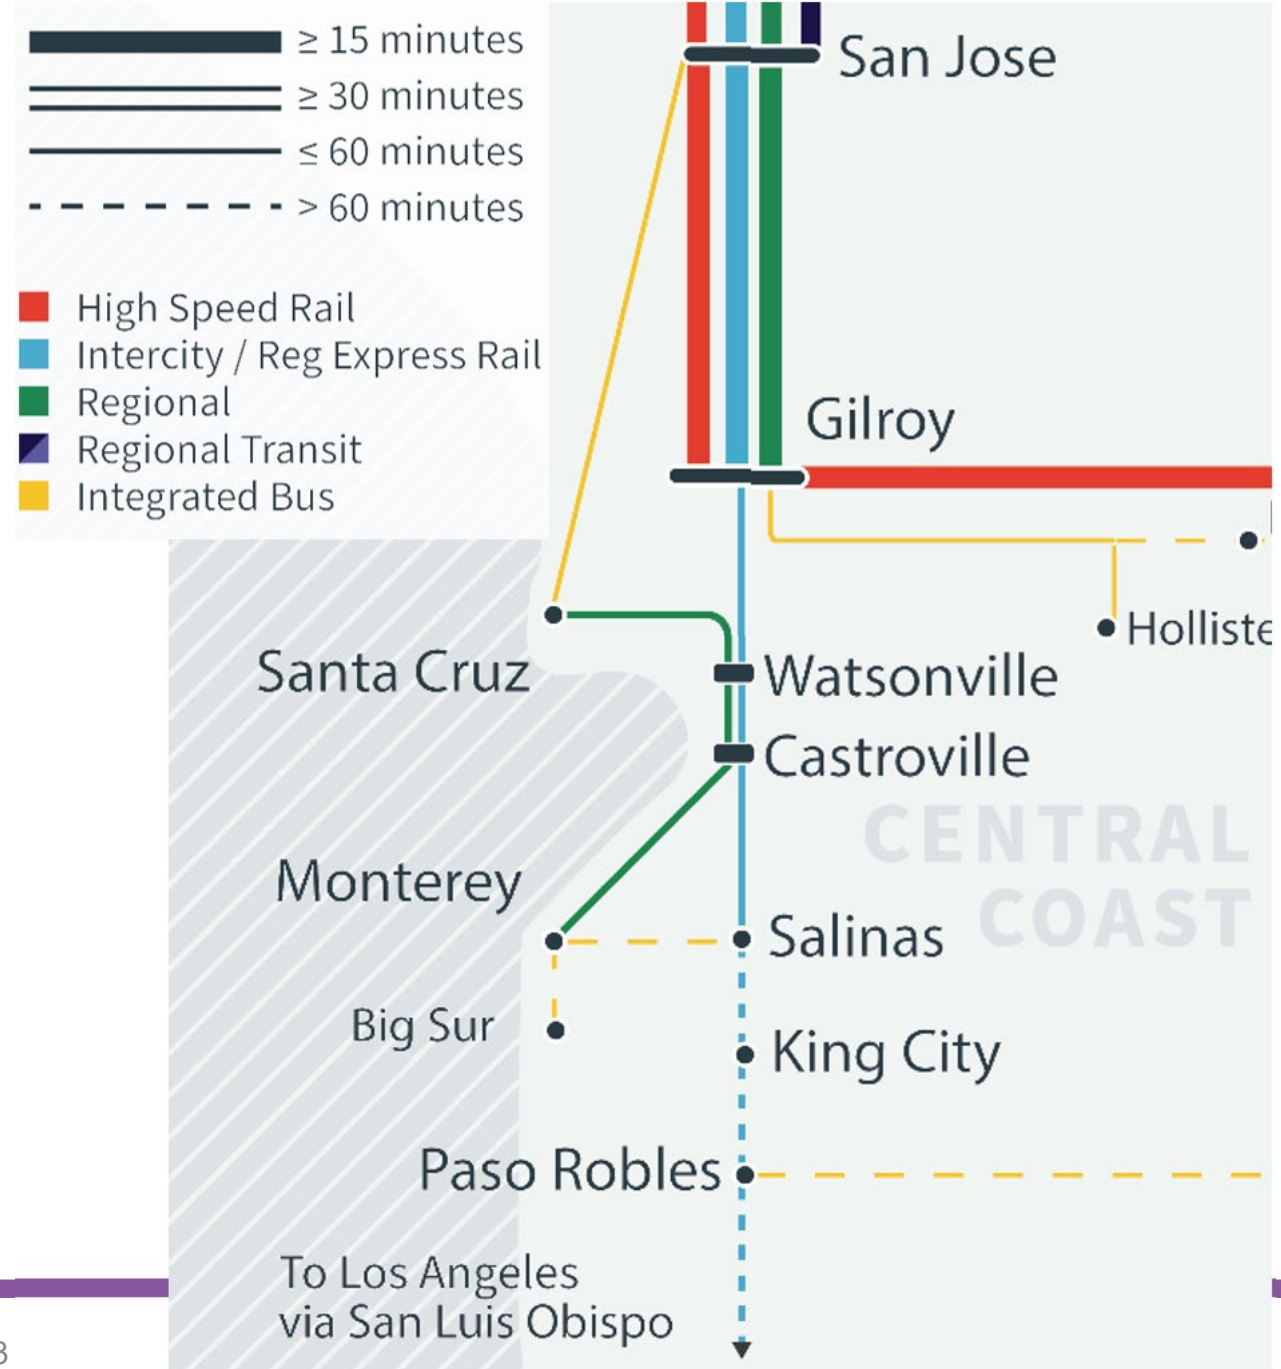 ≥ 15 minutes
≥ 30 minutes
≤ 60 minutes
> 60 minutes
High Speed Rail
Intercity / Reg Express Rail
Regional
Regional Transit
Integrated Bus
San Jose
Gilroy
Holliste
Santa Cruz
Watsonville
Castroville
CENTRAL
COAST
Monterey
Salinas
Big Sur
King City
Paso Robles
To Los Angeles
via San Luis Obispo
3